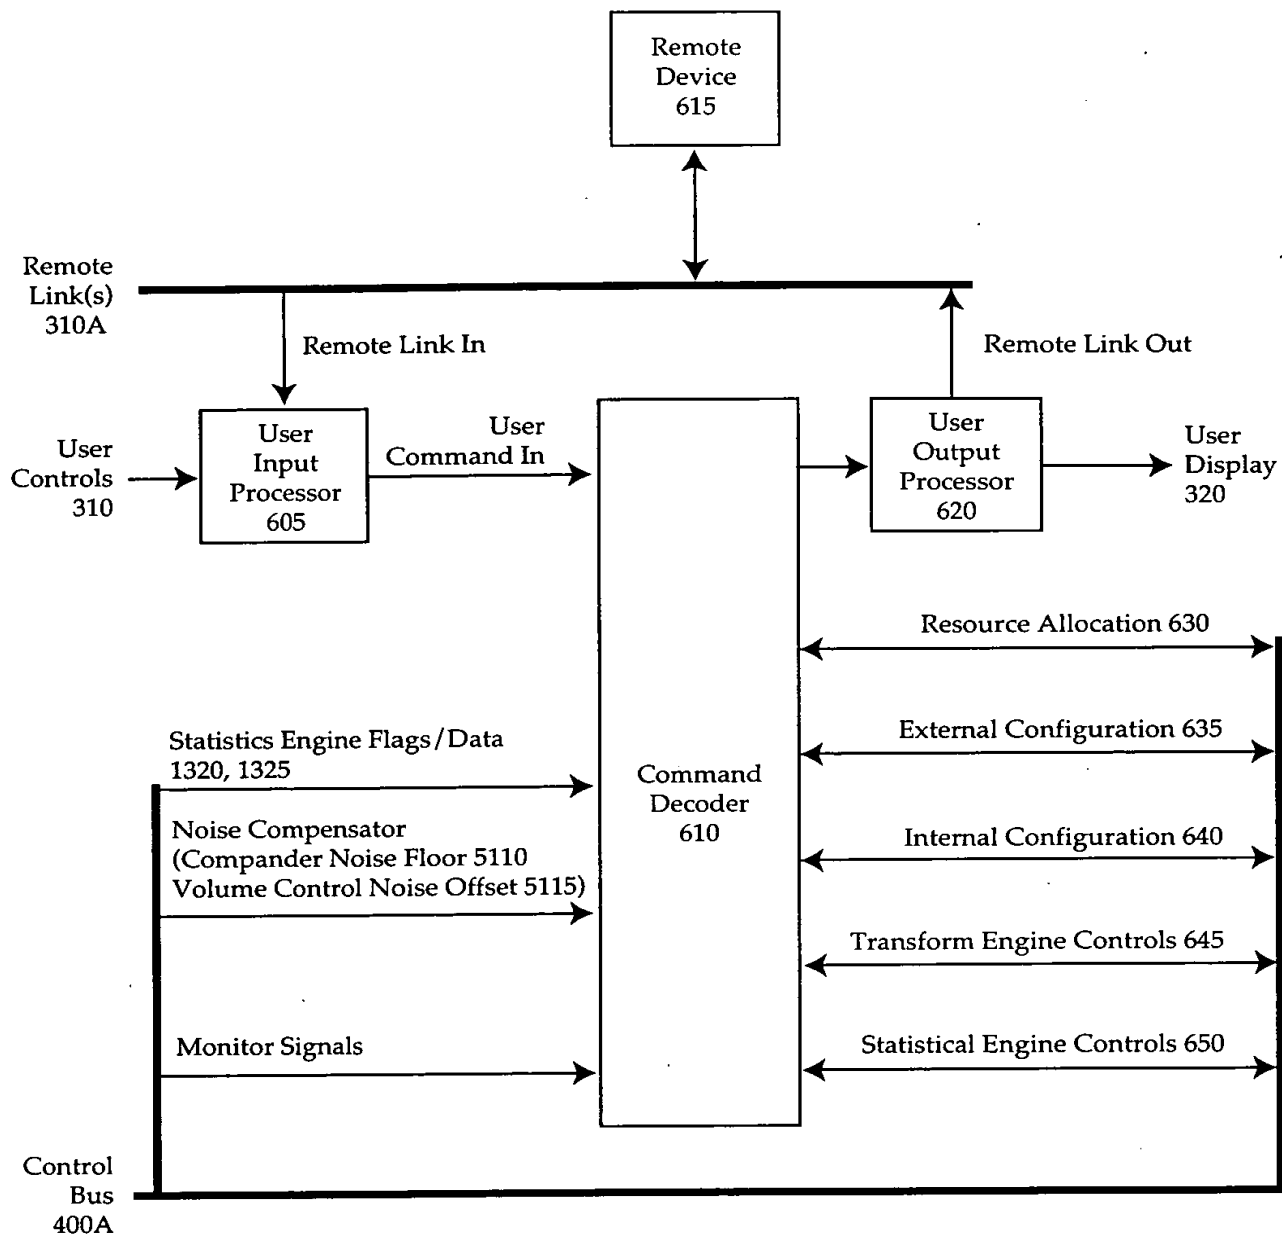 Remote
Device
615
Remote
Link(s)
310A
Remote Link In
Remote Link Out
User
Controls
310
User
Input
Processor
605
User
Command In
User
Output
Processor
620
User
Display
320
Resource Allocation 630
External Configuration 635
Internal Configuration 640
Transform Engine Controls 645
Statistical Engine Controls 650
Command
Decoder
610
Statistics Engine Flags/Data
1320, 1325
Noise Compensator
(Compander Noise Floor 5110
Volume Control Noise Offset 5115)
Monitor Signals
Control
Bus
400A